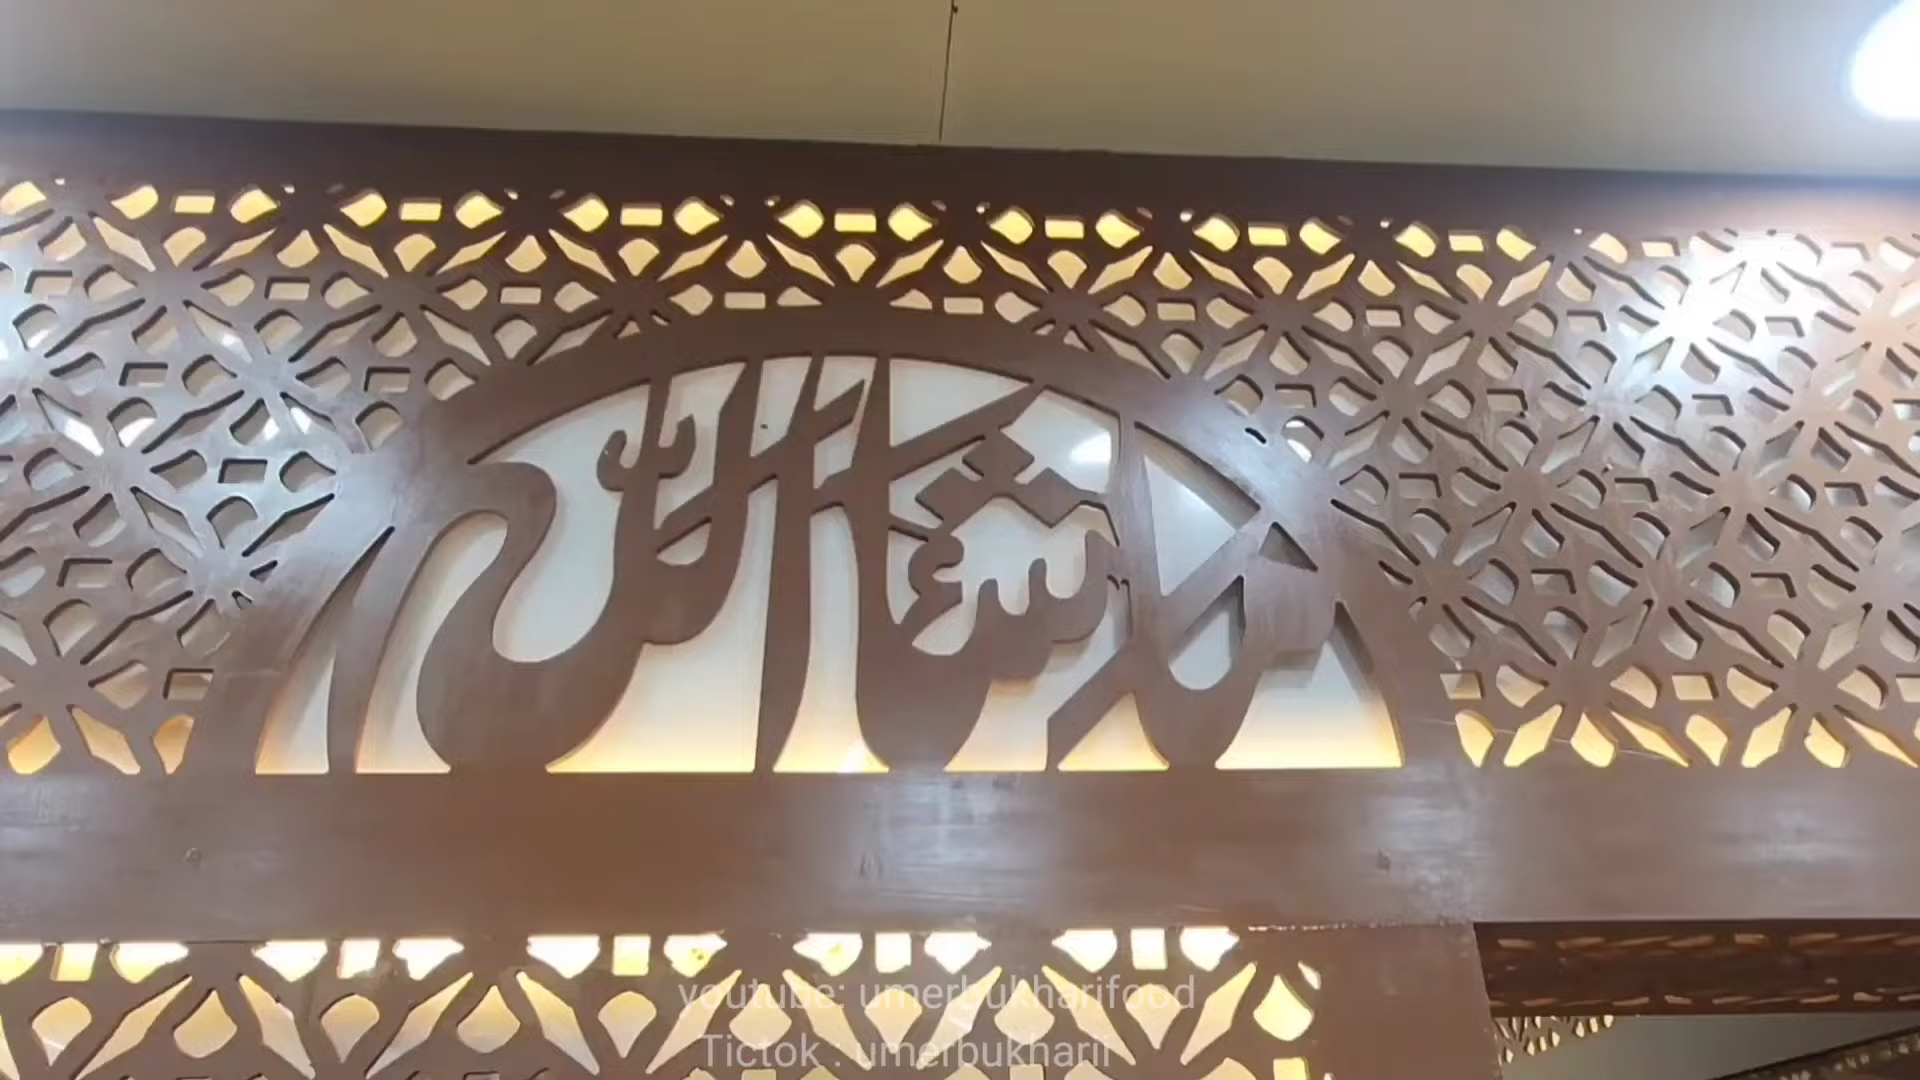 ما شاء الله
youtube: umerbukharifood
Tictok : umerbukharii